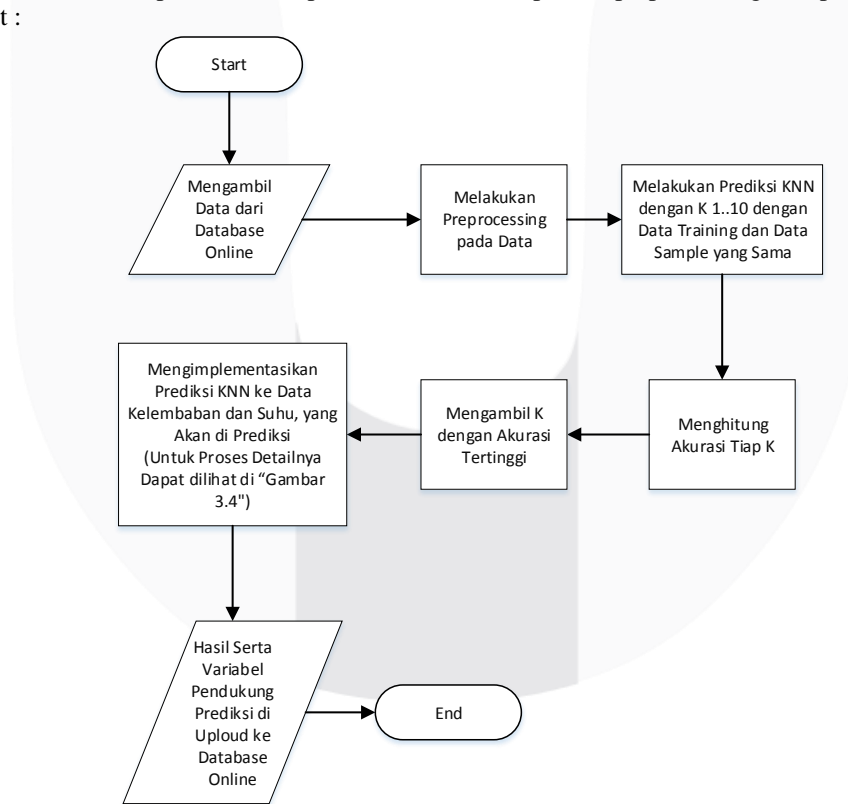 t :
Start
Mengambil
Data dari
Database
Online
Melakukan
Preprocessing
pada Data
Melakukan Prediksi KNN
dengan K 1..10 dengan
Data Training dan Data
Sample yang Sama
Menghitung
Akurasi Tiap K
Mengambil K
dengan Akurasi
Tertinggi
Mengimplementasikan
Prediksi KNN ke Data
Kelembaban dan Suhu, yang
Akan di Prediksi
(Untuk Proses Detailnya
Dapat dilihat di “Gambar
3.4")
Hasil Serta
Variabel
Pendukung
Prediksi di
Uploud ke
Database
Online
End